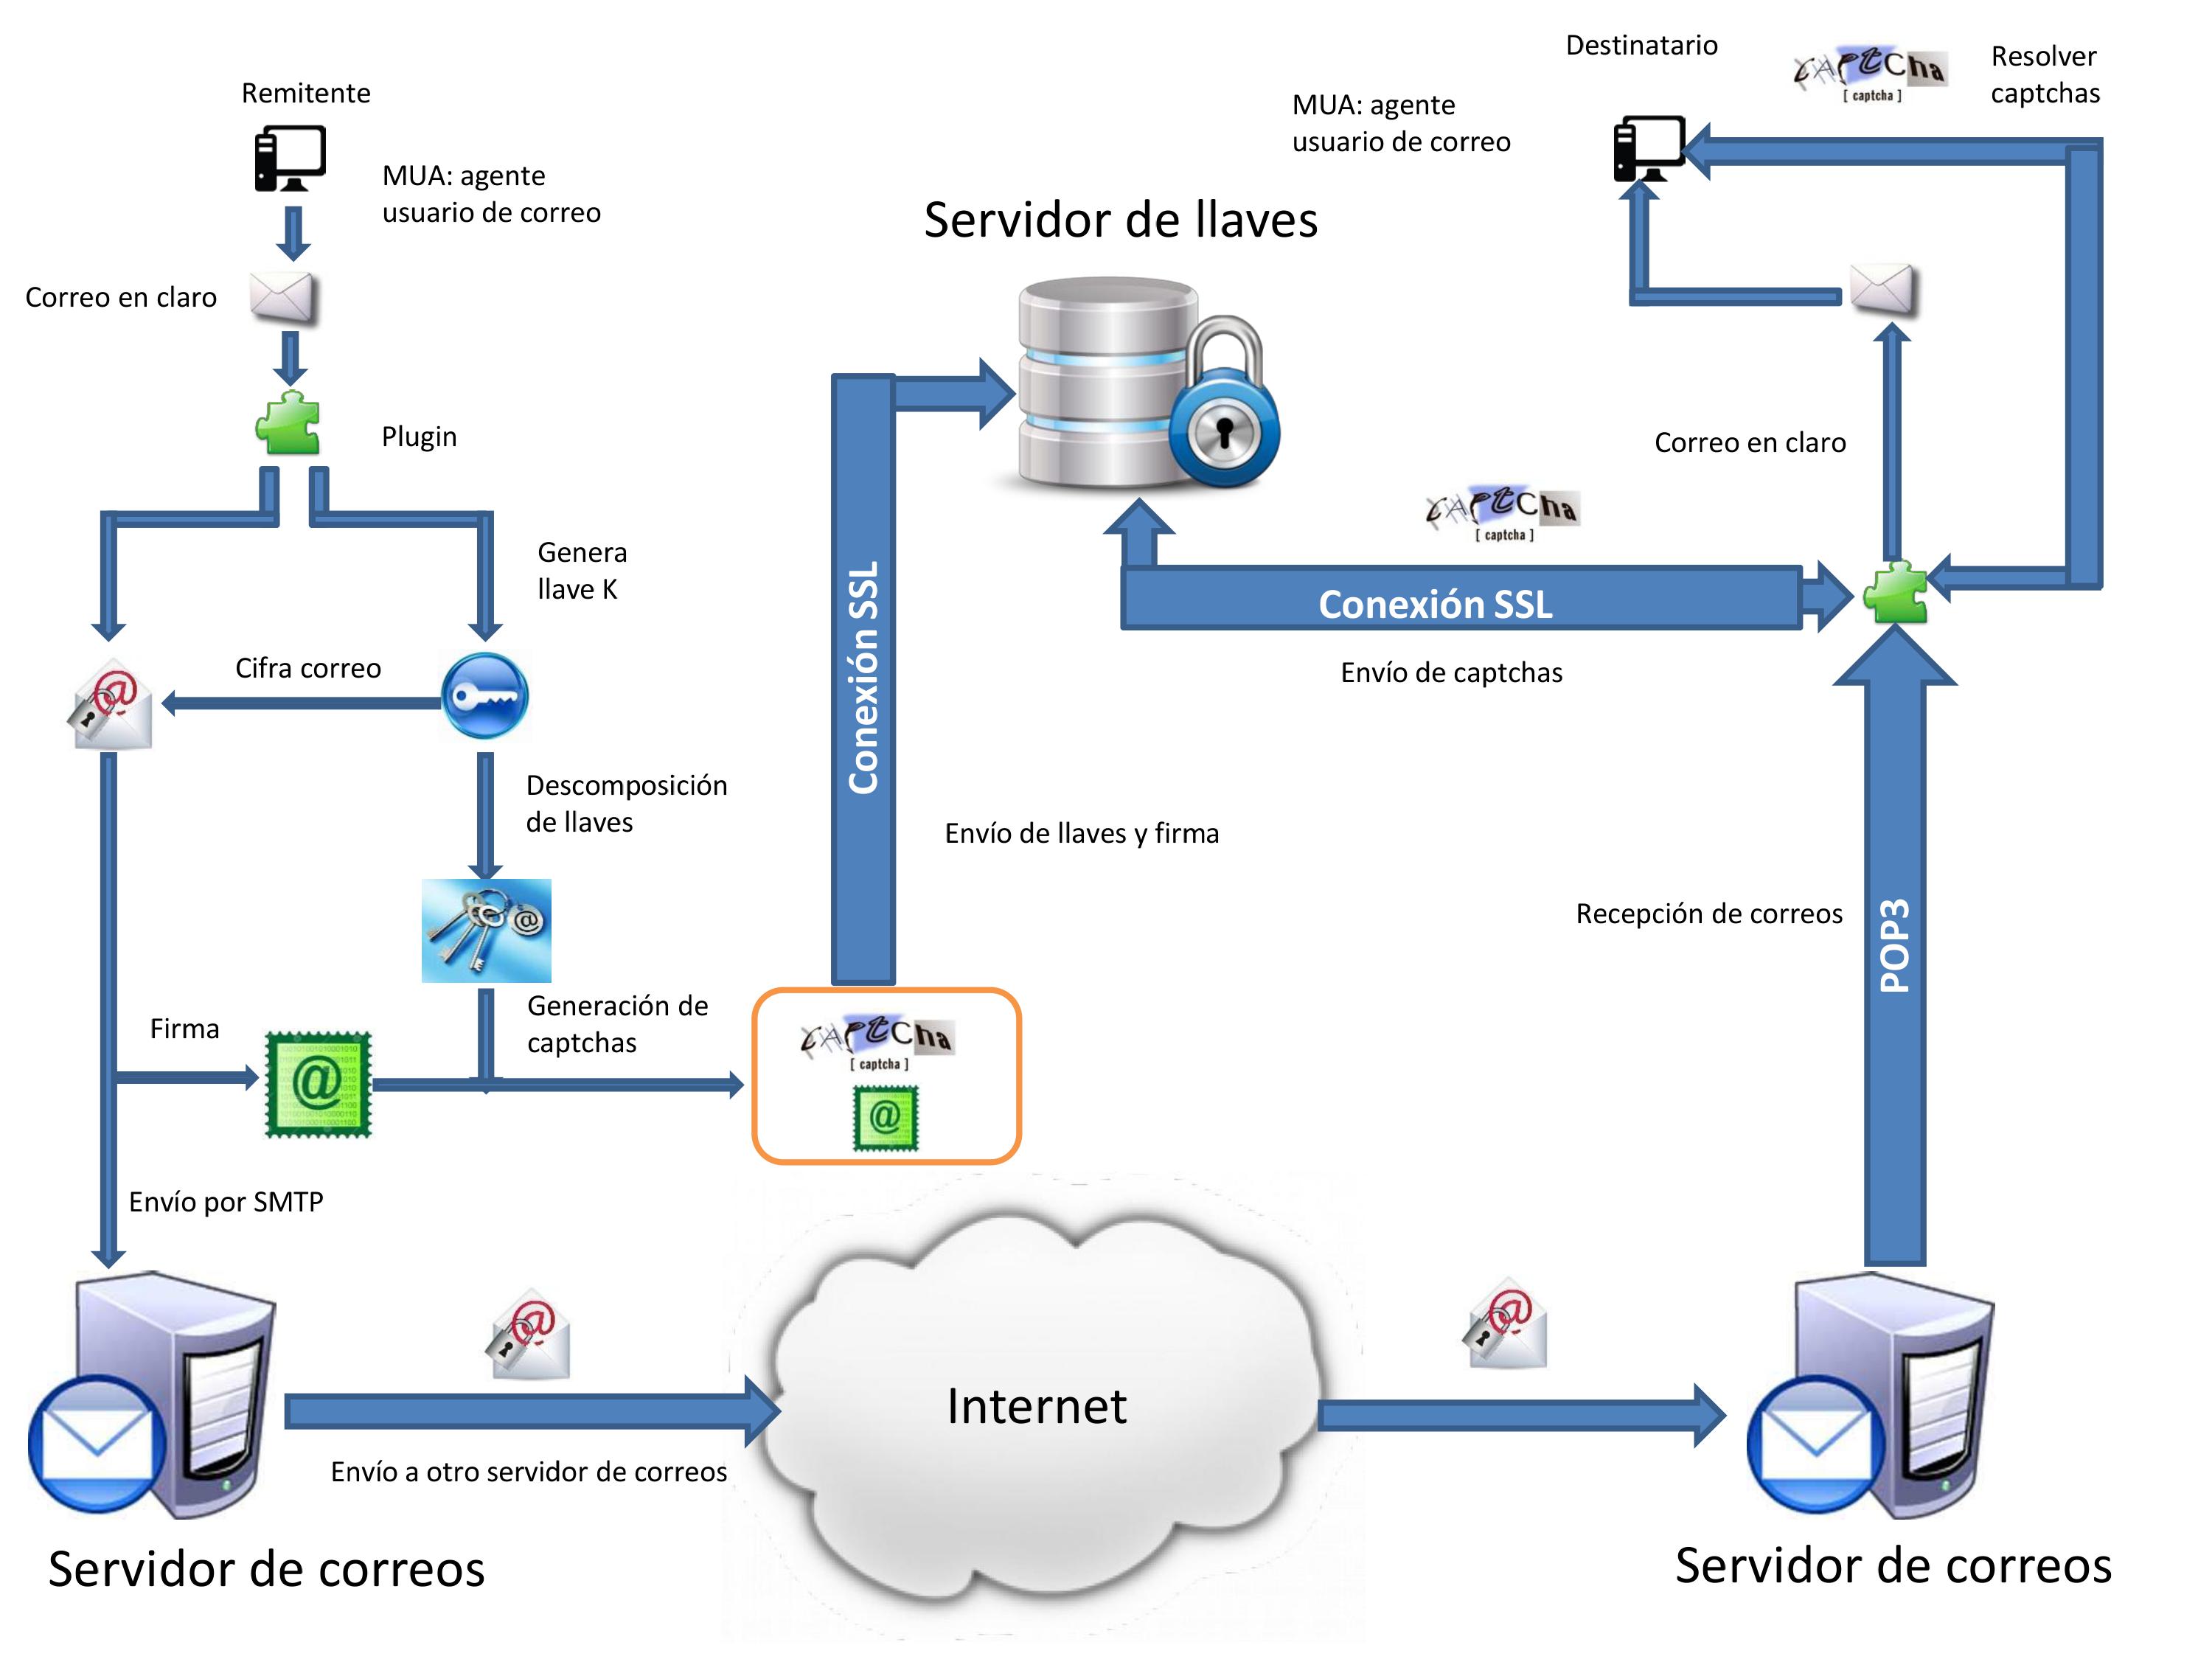 Remitente
MUA: agente
usuario de correo
Correo en claro
Plugin
Genera
llave K
Cifra correo
@
Descomposición
de llaves
@
Firma
@
Generación de
captchas
captcha
[ captcha ]
@
Envío por SMTP
Servidor de correos
@
Envío a otro servidor de correos
Internet
Conexión SSL
Envío de llaves y firma
Servidor de llaves
captcha
[ captcha ]
Conexión SSL
Envío de captchas
@
Servidor de correos
POP3
Recepción de correos
Correo en claro
Destinatario
MUA: agente
usuario de correo
captcha
[ captcha ]
Resolver
captchas